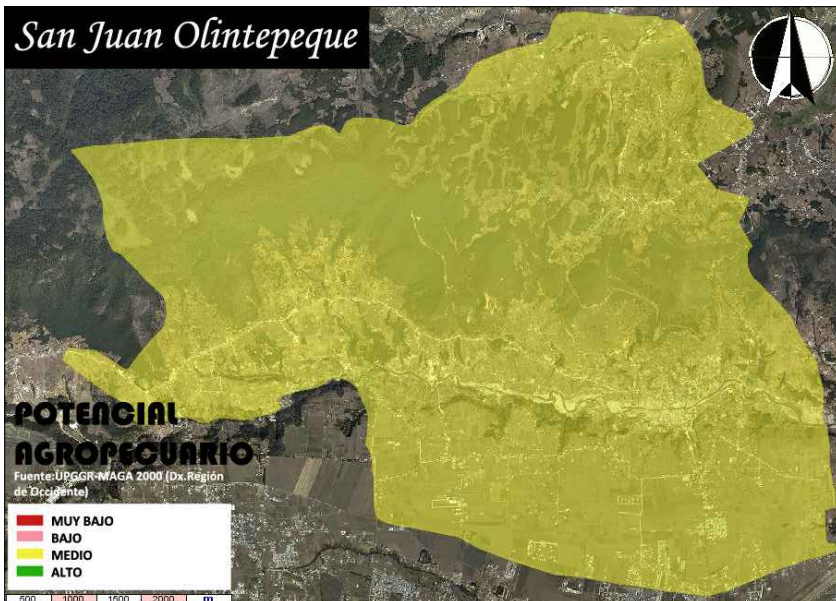 San Juan Olintepeque
POTENCIAL
AGROPECUARIO
Fuente:UPGGR-MAGA 2000 (Dx.Región
de Occidente)
MUY BAJO
BAJO
MEDIO
ALTO
500 1000 1500 2000 m